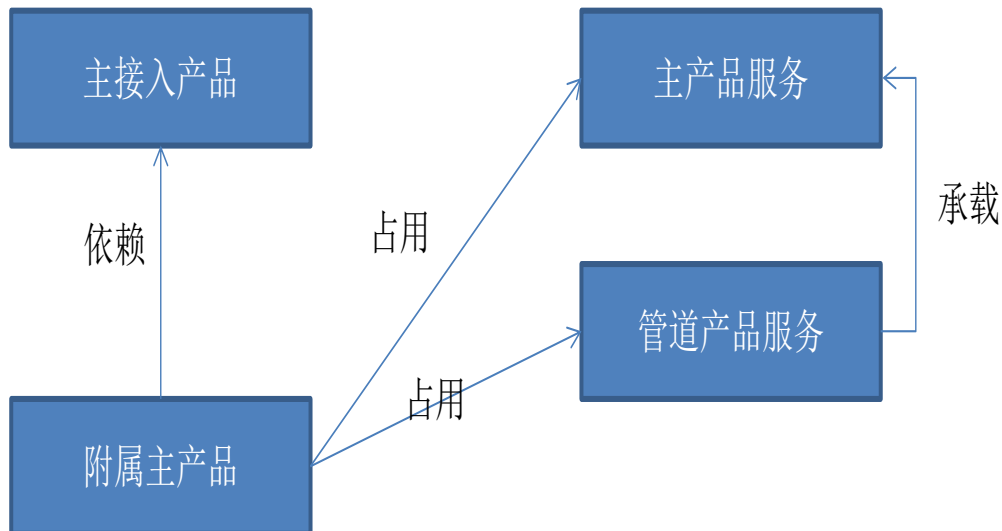 主接入产品
主产品服务
依赖
占用
承载
管道产品服务
占用
附属主产品